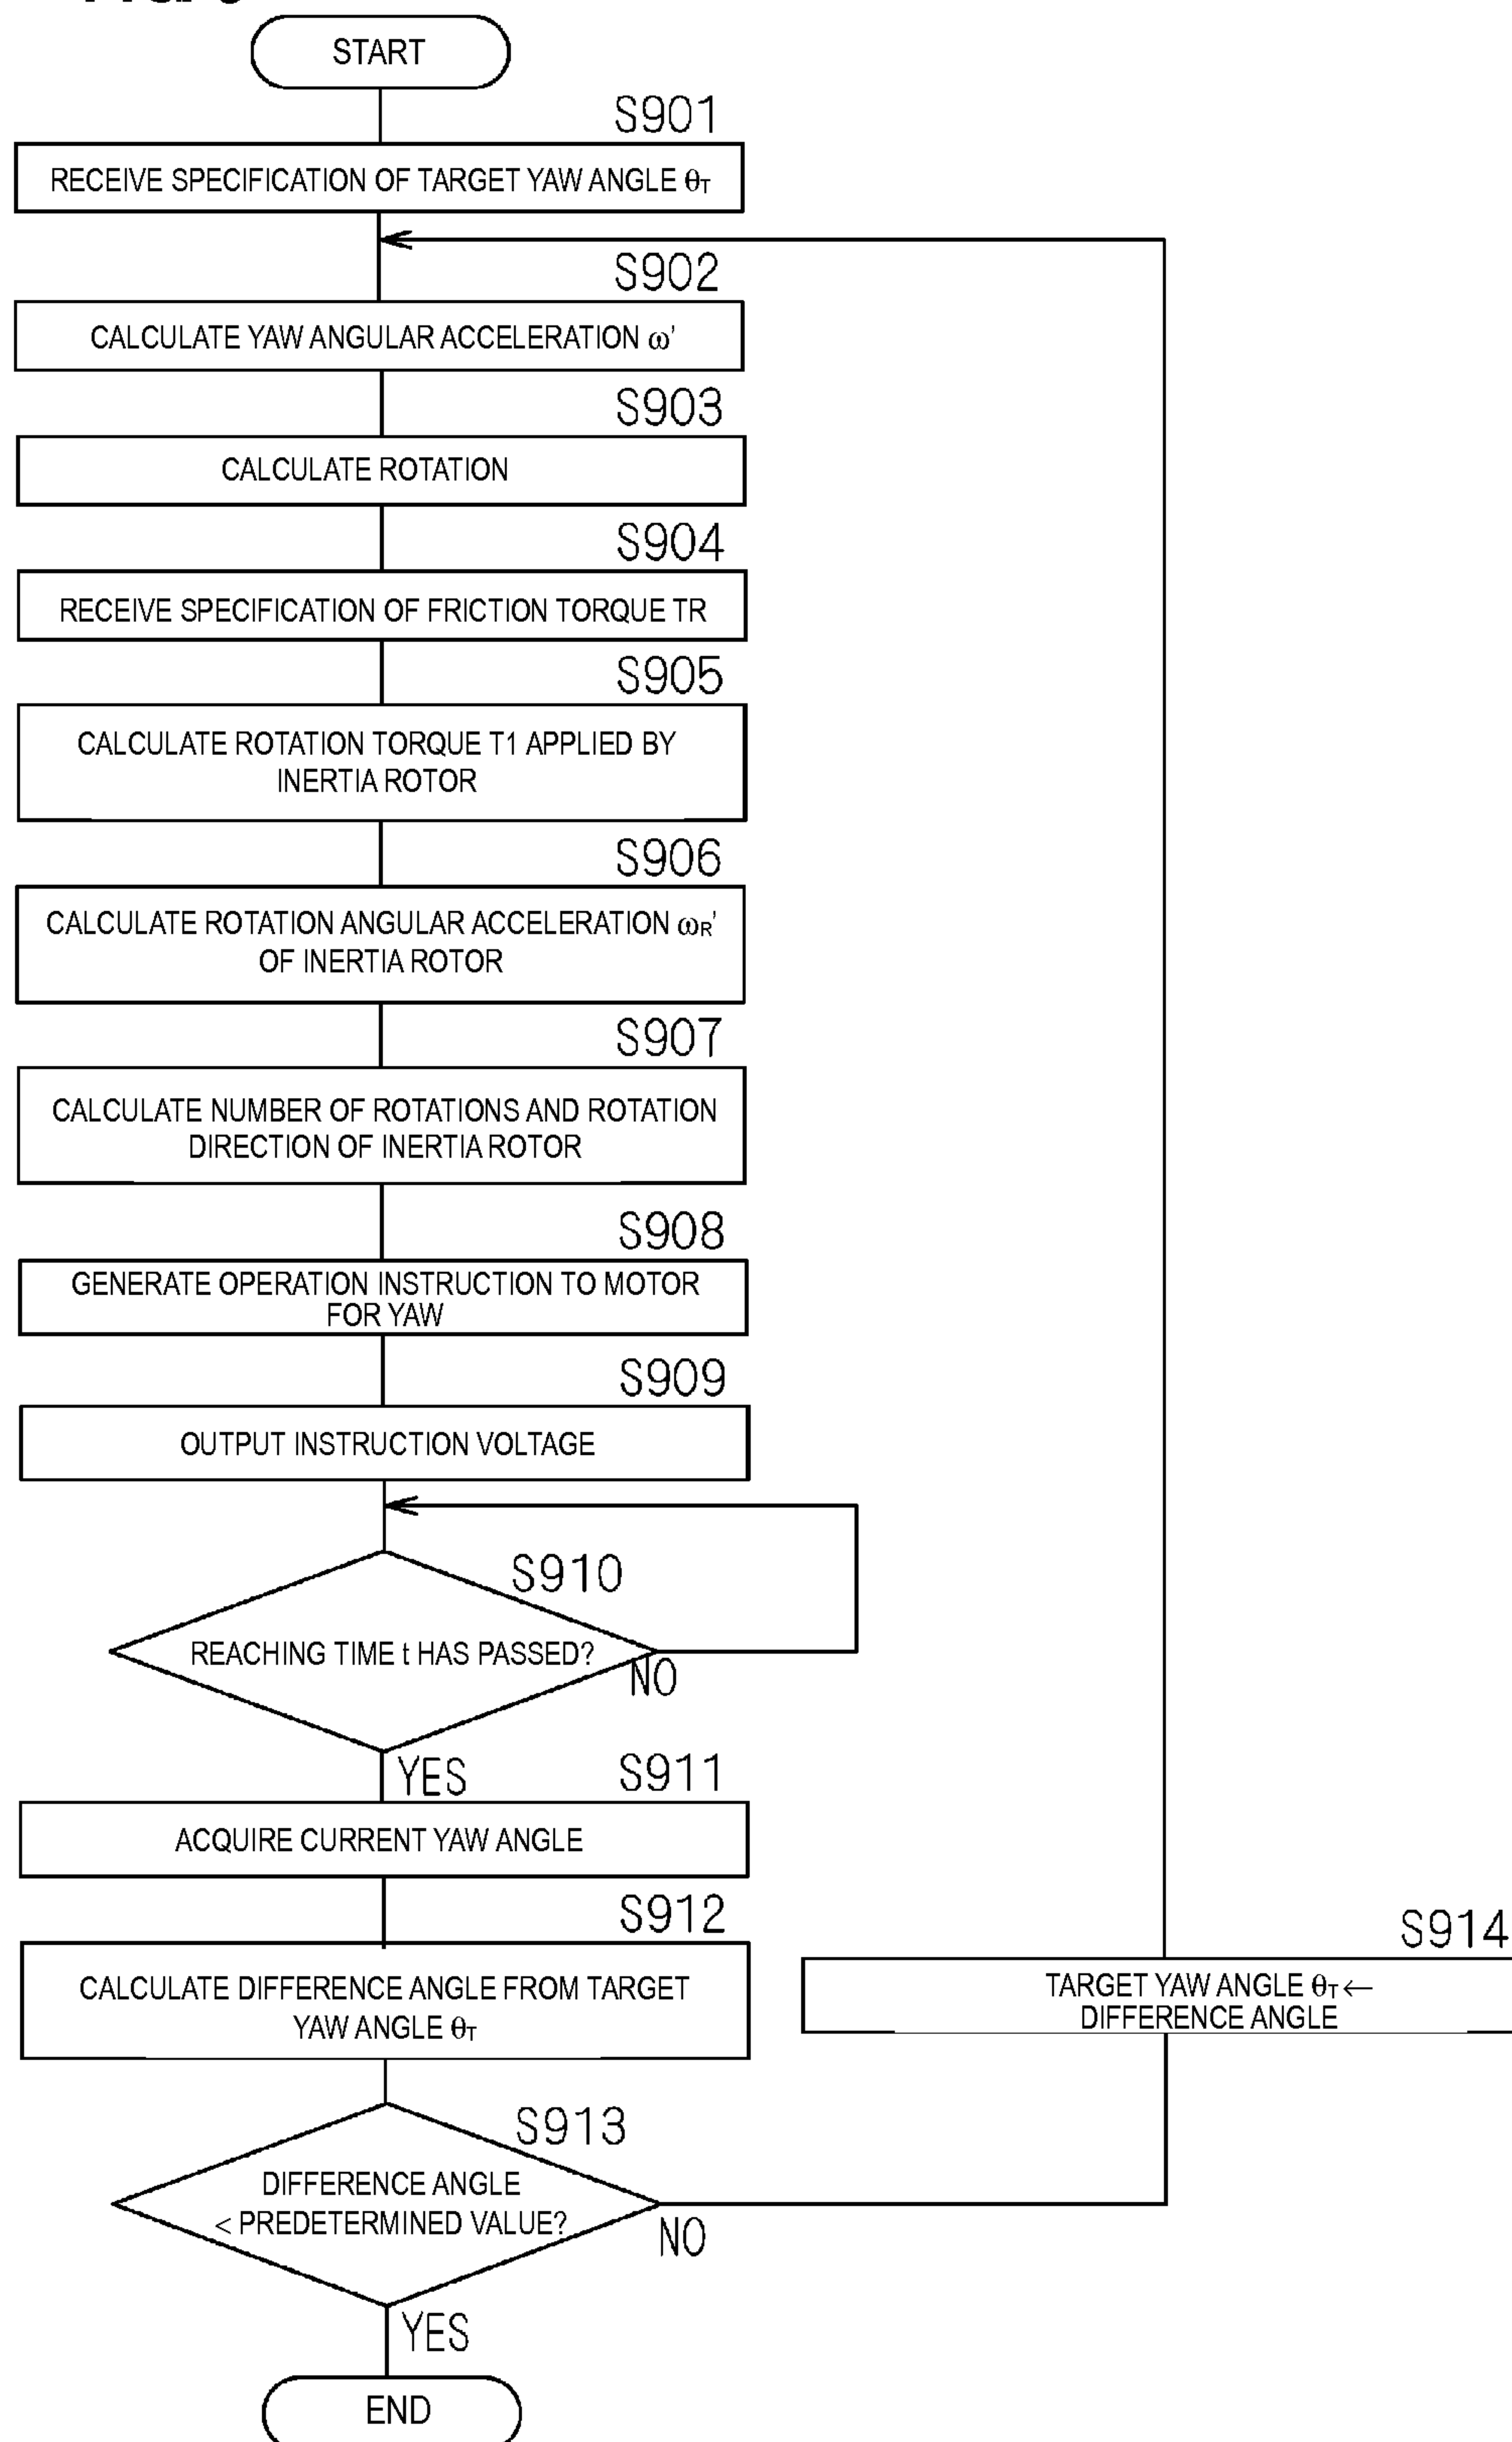 START
S901
RECEIVE SPECIFICATION OF TARGET YAW ANGLE θT
S902
CALCULATE YAW ANGULAR ACCELERATION ω'
S903
CALCULATE ROTATION
S904
RECEIVE SPECIFICATION OF FRICTION TORQUE TR
S905
CALCULATE ROTATION TORQUE T1 APPLIED BY
INERTIA ROTOR
S906
CALCULATE ROTATION ANGULAR ACCELERATION ωR'
OF INERTIA ROTOR
S907
CALCULATE NUMBER OF ROTATIONS AND ROTATION
DIRECTION OF INERTIA ROTOR
S908
GENERATE OPERATION INSTRUCTION TO MOTOR
FOR YAW
S909
OUTPUT INSTRUCTION VOLTAGE
S910
REACHING TIME t HAS PASSED?
NO
YES
S911
ACQUIRE CURRENT YAW ANGLE
S912
CALCULATE DIFFERENCE ANGLE FROM TARGET
YAW ANGLE θT
S914
TARGET YAW ANGLE θT ←
DIFFERENCE ANGLE
S913
DIFFERENCE ANGLE
< PREDETERMINED VALUE?
NO
YES
END